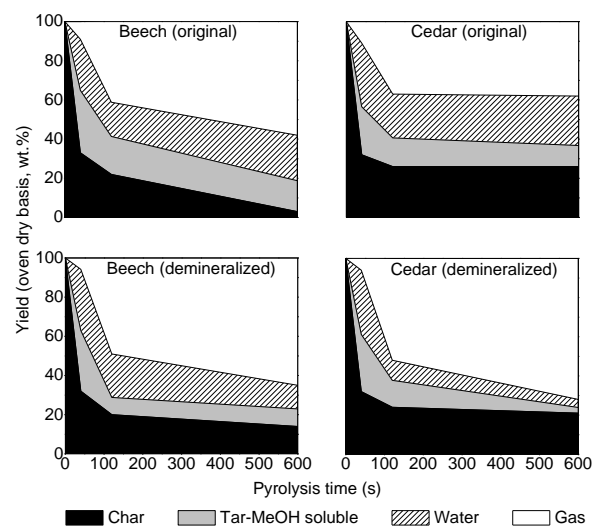 100
80
60
40
20
0
Beech (original)
Cedar (original)
Yield (oven dry basis, wt.%)
100
80
60
40
20
0
Beech (demineralized)
Cedar (demineralized)
0 100 200 300 400 500 600
0 100 200 300 400 500 600
Pyrolysis time (s)
Char Tar-MeOH soluble Water Gas